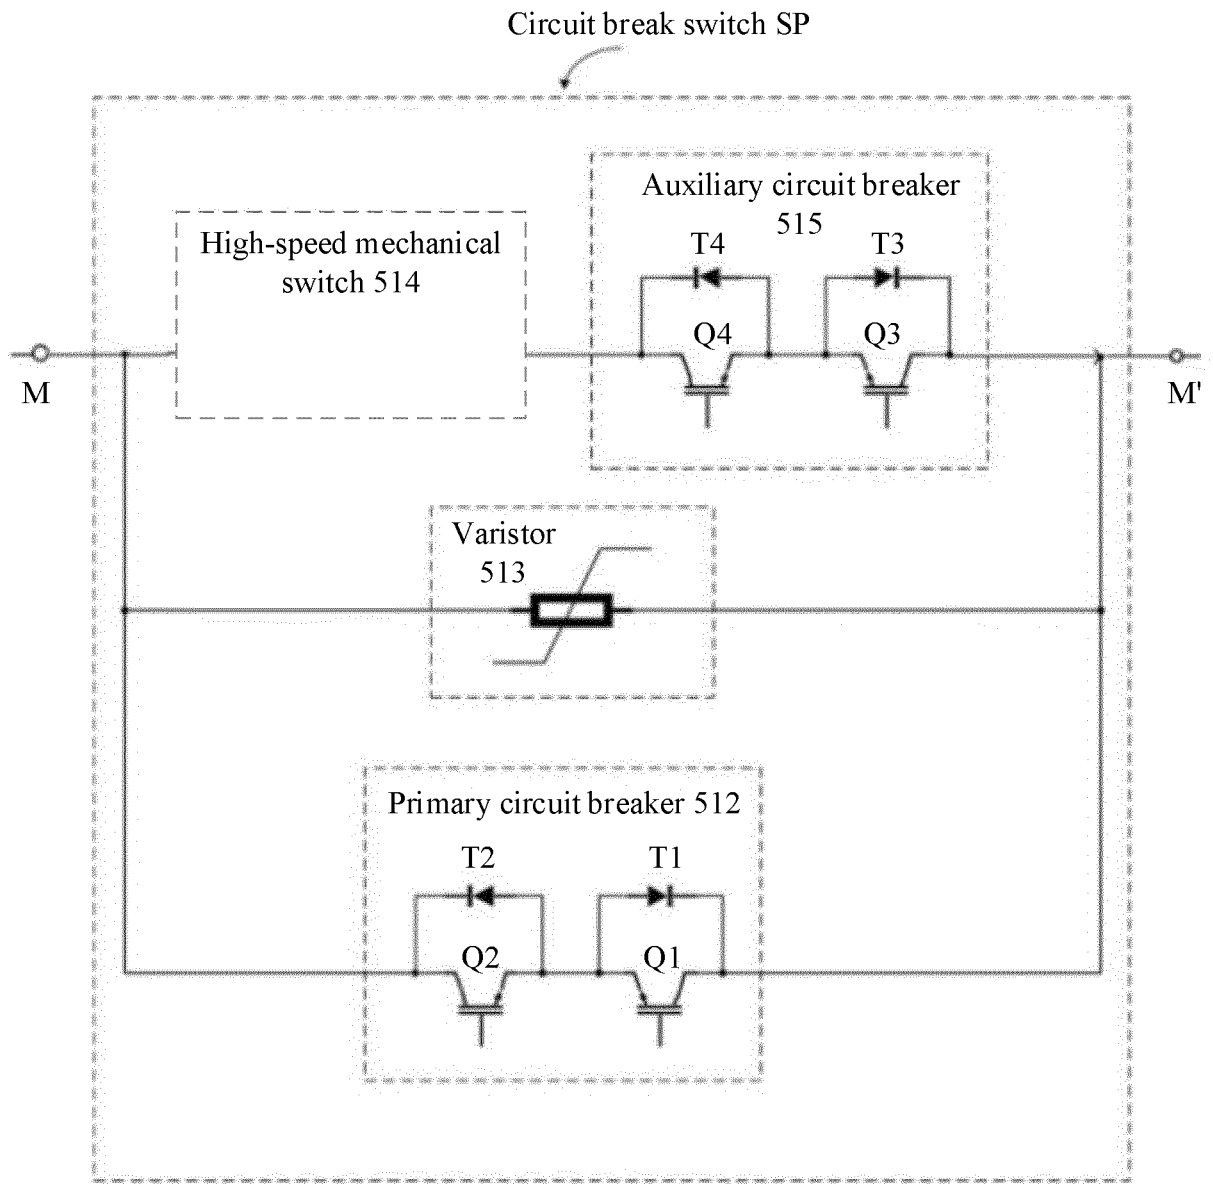 Circuit break switch SP
Auxiliary circuit breaker
515
High-speed mechanical
switch 514
T4
T3
Q4
Q3
M
M'
Varistor
513
Primary circuit breaker 512
T2
T1
Q2
Q1